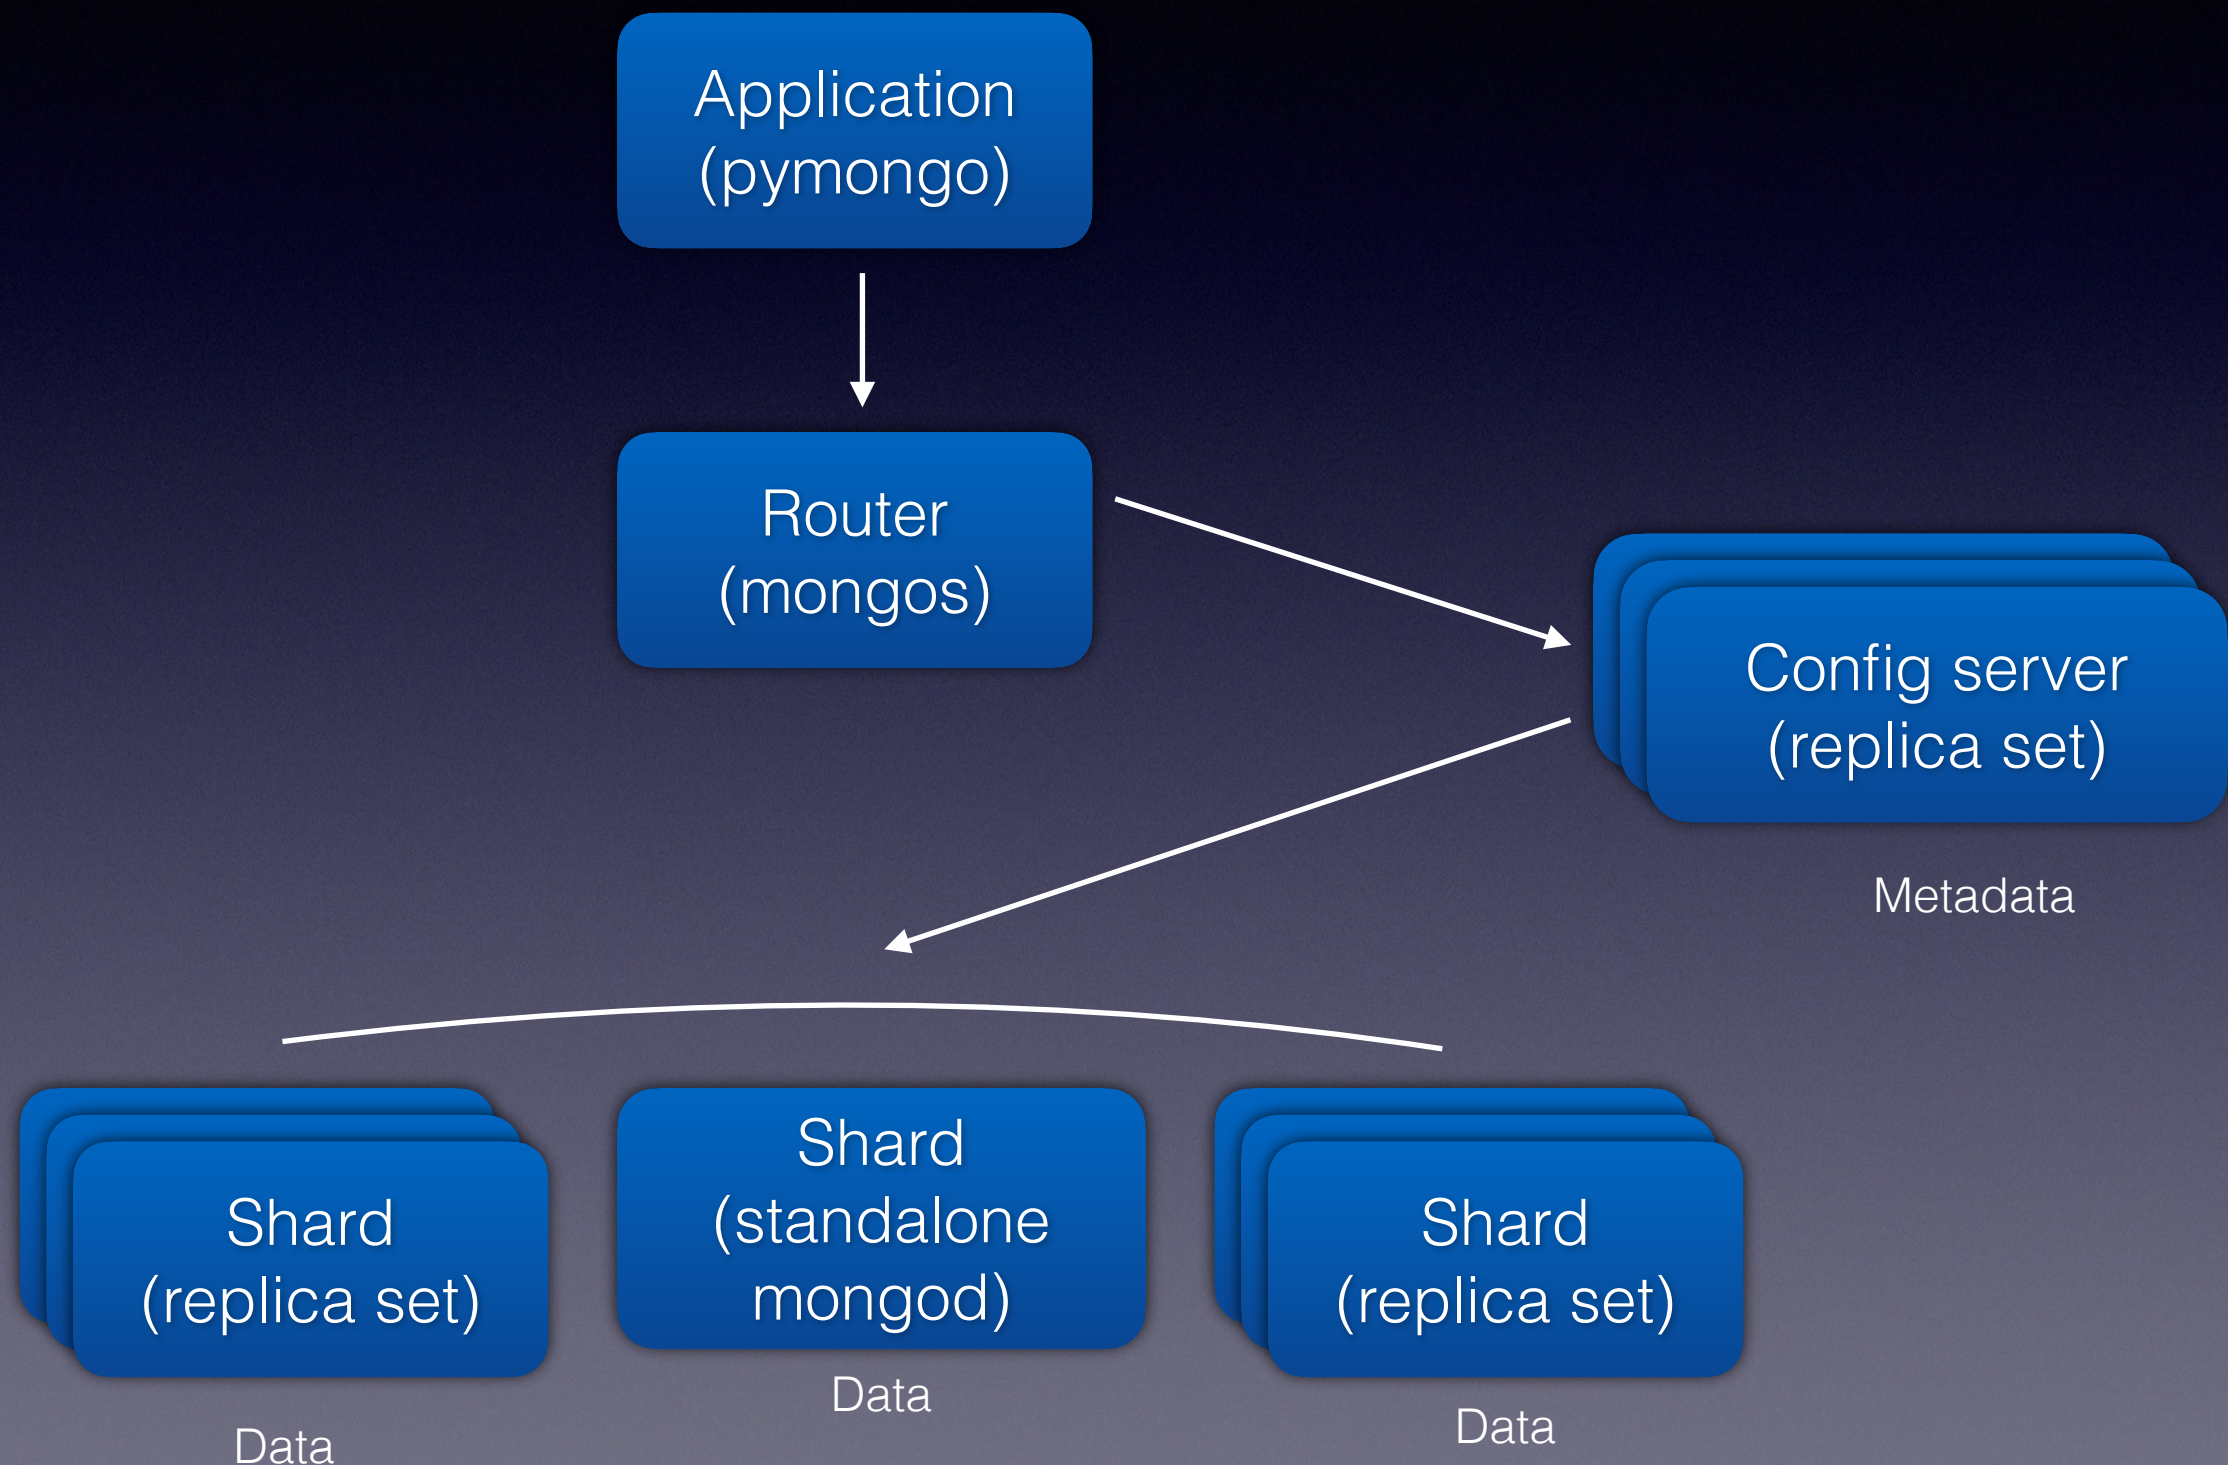 Application
(pymongo)
Router
(mongos)
Config server
(replica set)
Metadata
Shard
(replica set)
Data
Shard
(standalone
mongod)
Data
Shard
(replica set)
Data